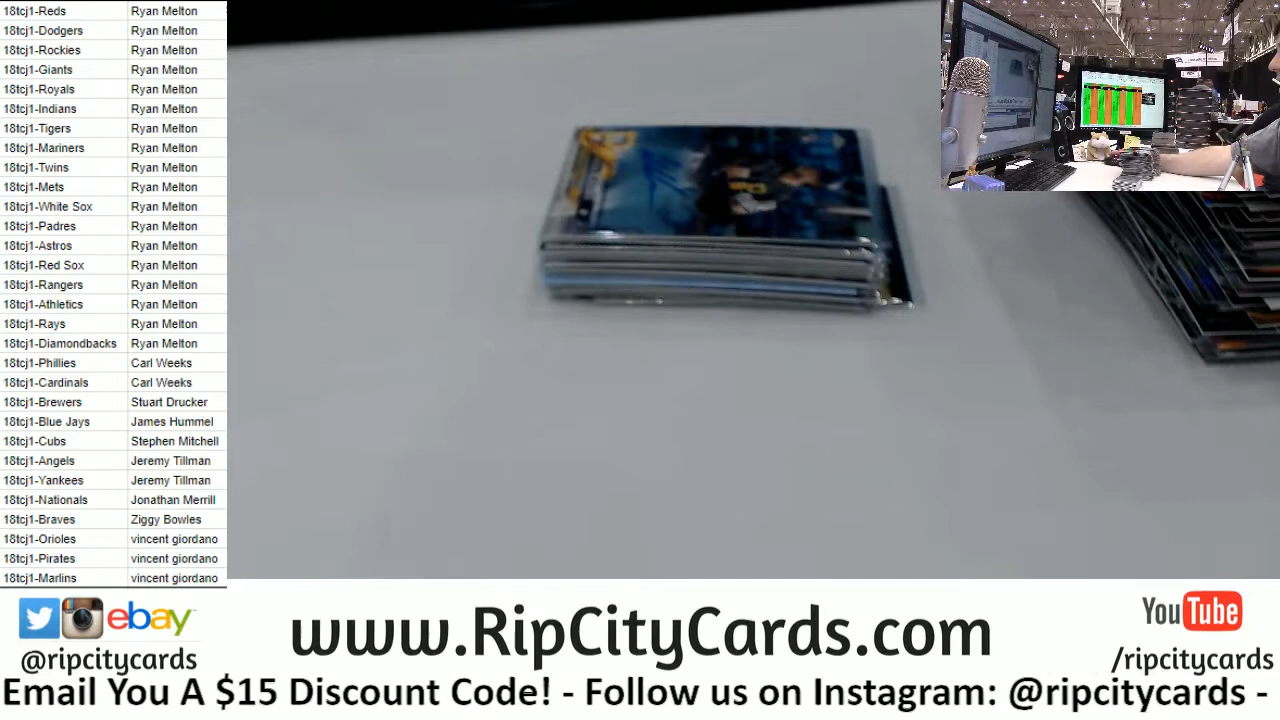 18tcj1-Reds Ryan Melton
18tcj1-Dodgers Ryan Melton
18tcj1-Rockies Ryan Melton
18tcj1-Giants Ryan Melton
18tcj1-Royals Ryan Melton
18tcj1-Indians Ryan Melton
18tcj1-Tigers Ryan Melton
18tcj1-Mariners Ryan Melton
18tcj1-Twins Ryan Melton
18tcj1-Mets Ryan Melton
18tcj1-White Sox Ryan Melton
18tcj1-Padres Ryan Melton
18tcj1-Astros Ryan Melton
18tcj1-Red Sox Ryan Melton
18tcj1-Rangers Ryan Melton
18tcj1-Athletics Ryan Melton
18tcj1-Rays Ryan Melton
18tcj1-Diamondbacks Ryan Melton
18tcj1-Phillies Carl Weeks
18tcj1-Cardinals Carl Weeks
18tcj1-Brewers Stuart Drucker
18tcj1-Blue Jays James Hummel
18tcj1-Cubs Stephen Mitchell
18tcj1-Angels Jeremy Tillman
18tcj1-Yankees Jeremy Tillman
18tcj1-Nationals Jonathan Merrill
18tcj1-Braves Ziggy Bowles
18tcj1-Orioles vincent giordano
18tcj1-Pirates vincent giordano
18tcj1-Marlins vincent giordano
ebay
@ripcitycards
www.RipCityCards.com
YouTube
/ripcitycards
Email You A $15 Discount Code! - Follow us on Instagram: @ripcitycards -